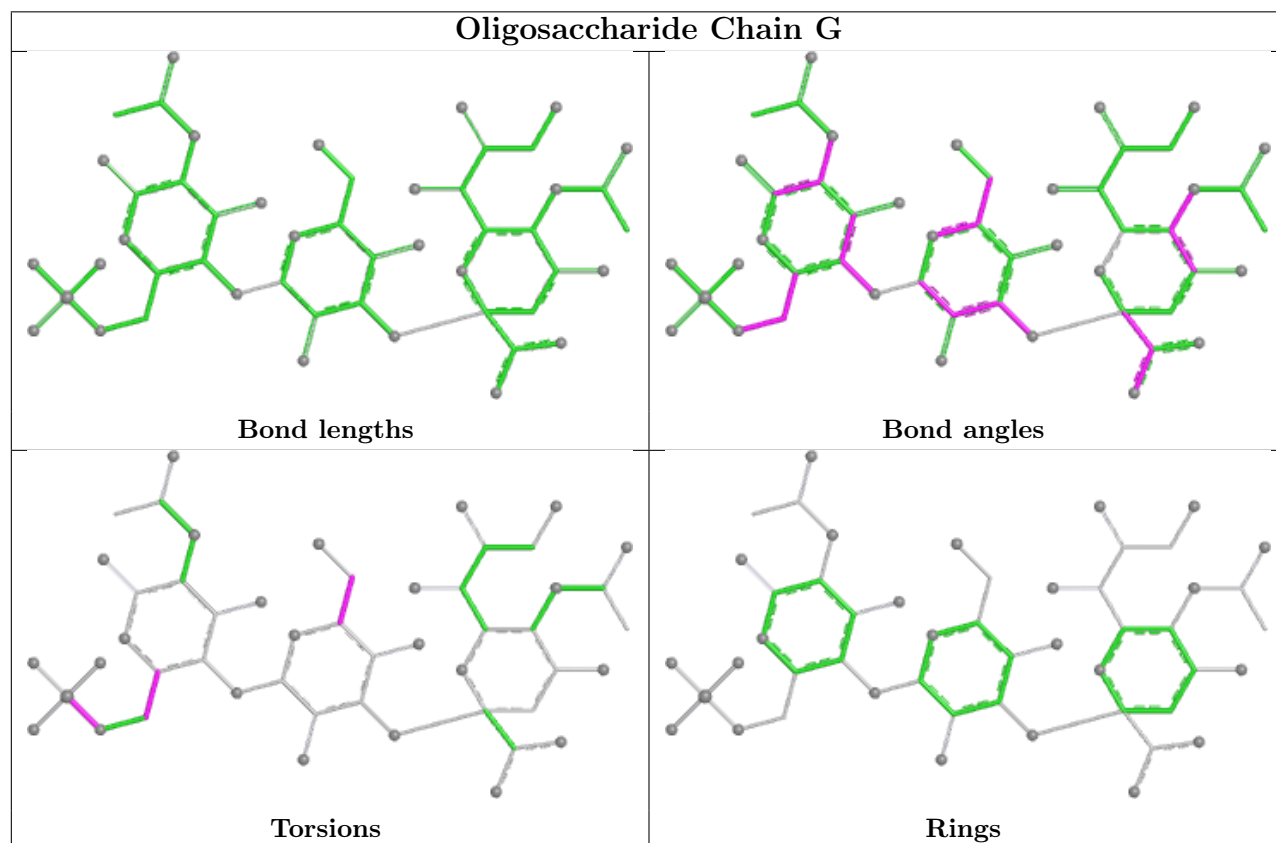 Oligosaccharide Chain G
Bond lengths
Bond angles
Torsions
Rings